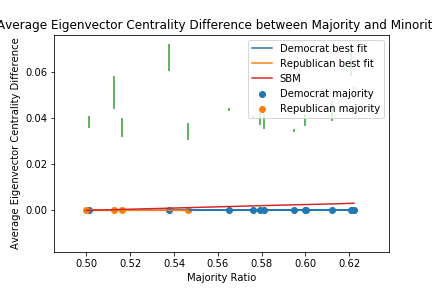 Average Eigenvector Centrality Difference between Majority and Minorit
Average Eigenvector Centrality Difference
0.06
0.04
0.02
0.00
Democrat best fit
Republican best fit
SBM
Democrat majority
Republican majority
0.50 0.52 0.54 0.56 0.58 0.60 0.62
Majority Ratio